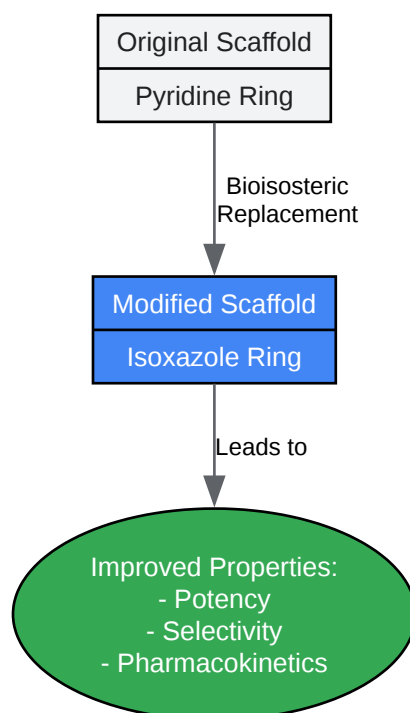 Original Scaffold
Pyridine Ring
Bioisosteric
Replacement
Modified Scaffold
Isoxazole Ring
Leads to
Improved Properties:
- Potency
- Selectivity
- Pharmacokinetics